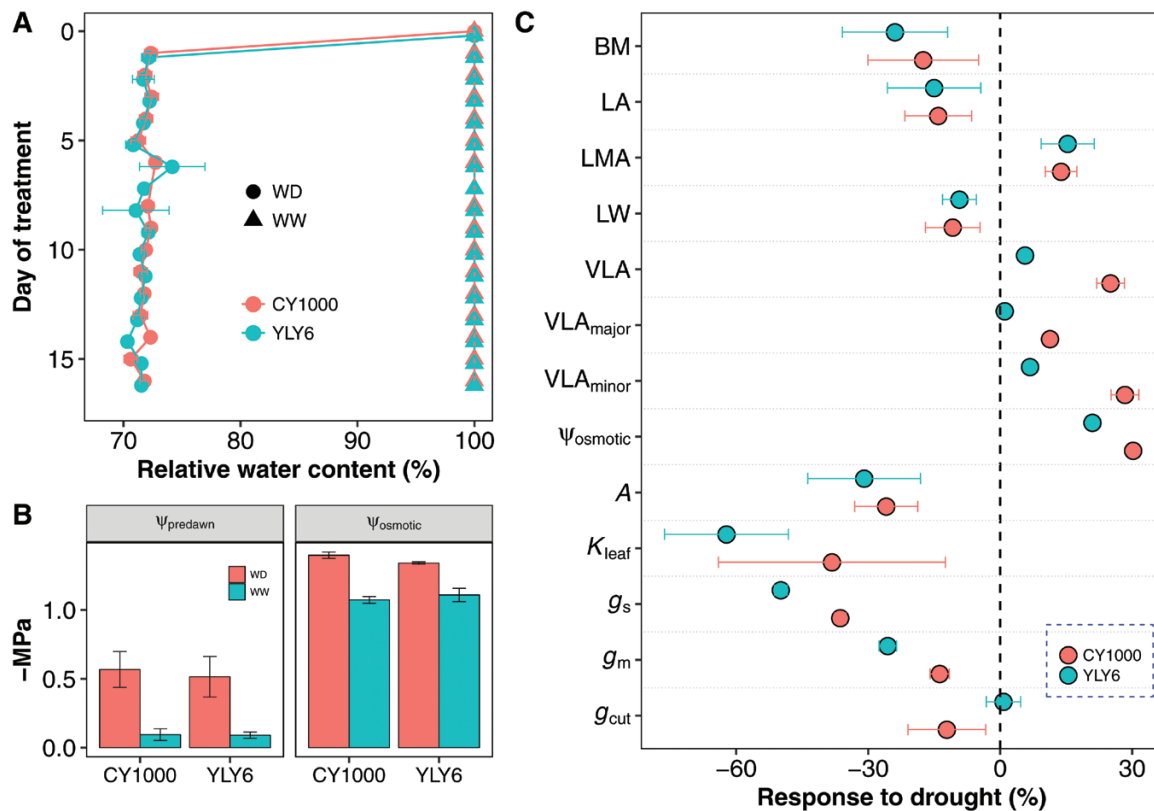 A
0
5
10
15
Day of treatment
WD
WW
CY1000
YLY6
70 80 90 100
Relative water content (%)
B
Ψpredawn Ψosmotic
WD
WW
1.0
0.5
0.0
−MPa
CY1000 YLY6 CY1000 YLY6
C
BM
LA
LMA
LW
VLA
VLAmajor
VLAminor
Ψosmotic
A
Kleaf
gs
gm
gcut
CY1000
YLY6
−60 −30 0 30
Response to drought (%)